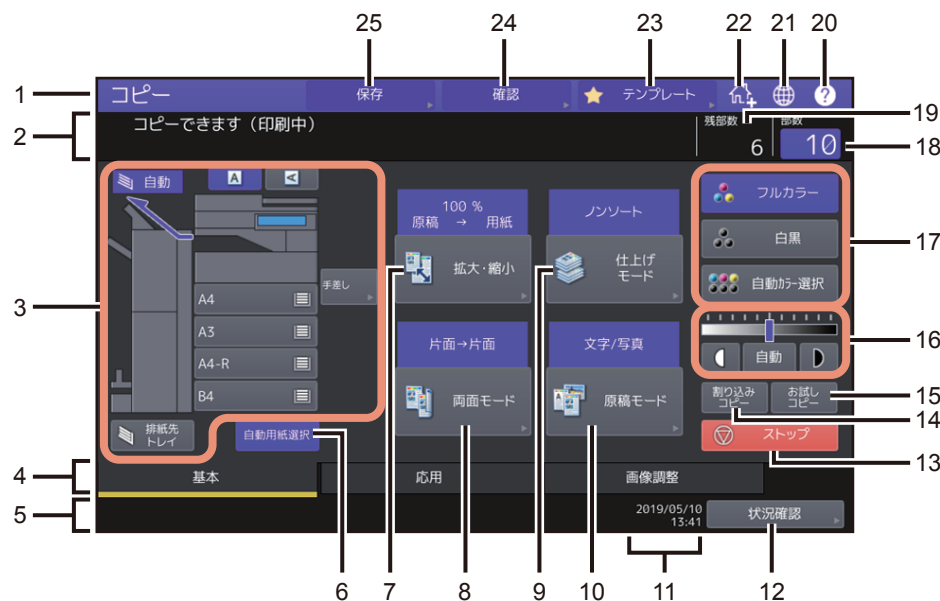 25 24 23 22 21 20
1 コピー 保存 確認 テンプレート ?
2 コピーできます（印刷中） 残部数 部数 19
6 10 18
3 自動 A A
100 %
原稿 → 用紙
ノンソート
フルカラー
拡大・縮小
仕上げ
モード
白黒 17
手差し
自動ｶﾗｰ選択
A4
A3
A4-R
B4
7 9
片面→片面
文字/写真
自動 16
両面モード
原稿モード
割り込み
コピー
お試し
コピー
15
14
排紙先
トレイ
自動用紙選択
ストップ
13
4 基本 応用 画像調整
5 2019/05/10
13:41
状況確認
6 7 8 9 10 11 12